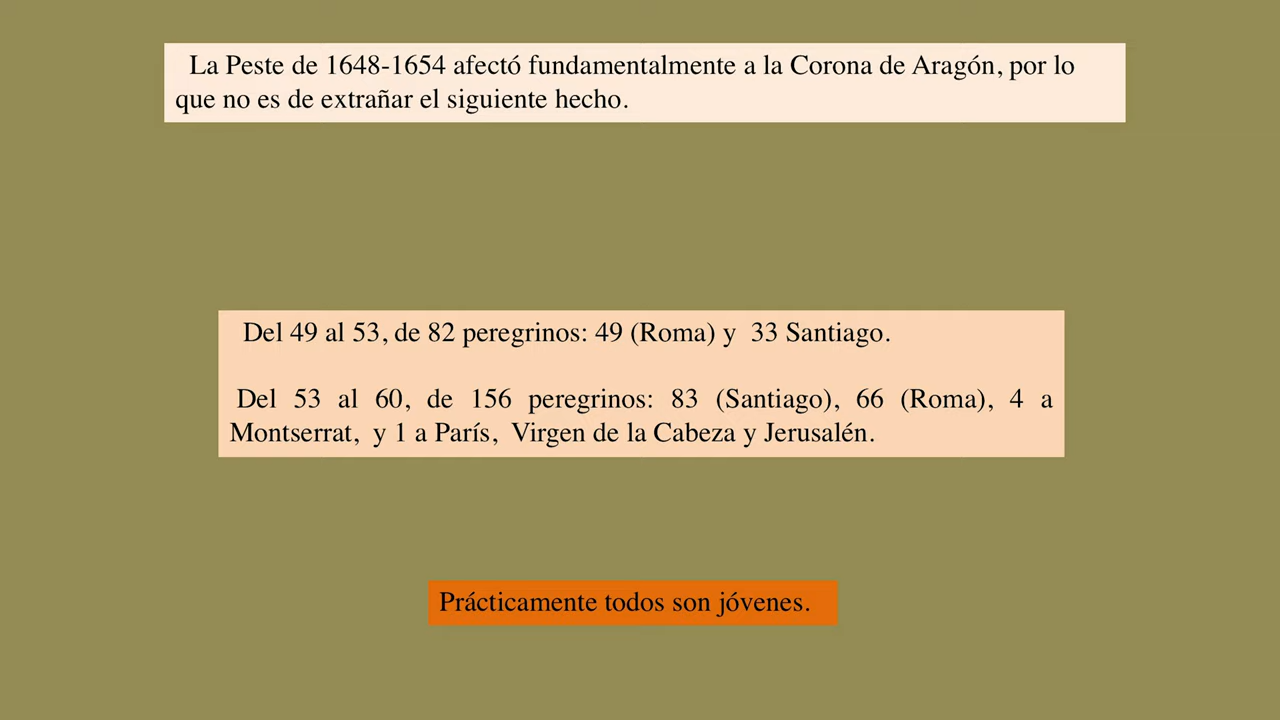 La Peste de 1648-1654 afectó fundamentalmente a la Corona de Aragón, por lo
que no es de extrañar el siguiente hecho.
Del 49 al 53, de 82 peregrinos: 49 (Roma) y 33 Santiago.
Del 53 al 60, de 156 peregrinos: 83 (Santiago), 66 (Roma), 4 a
Montserrat, y 1 a París, Virgen de la Cabeza y Jerusalén.
Prácticamente todos son jóvenes.